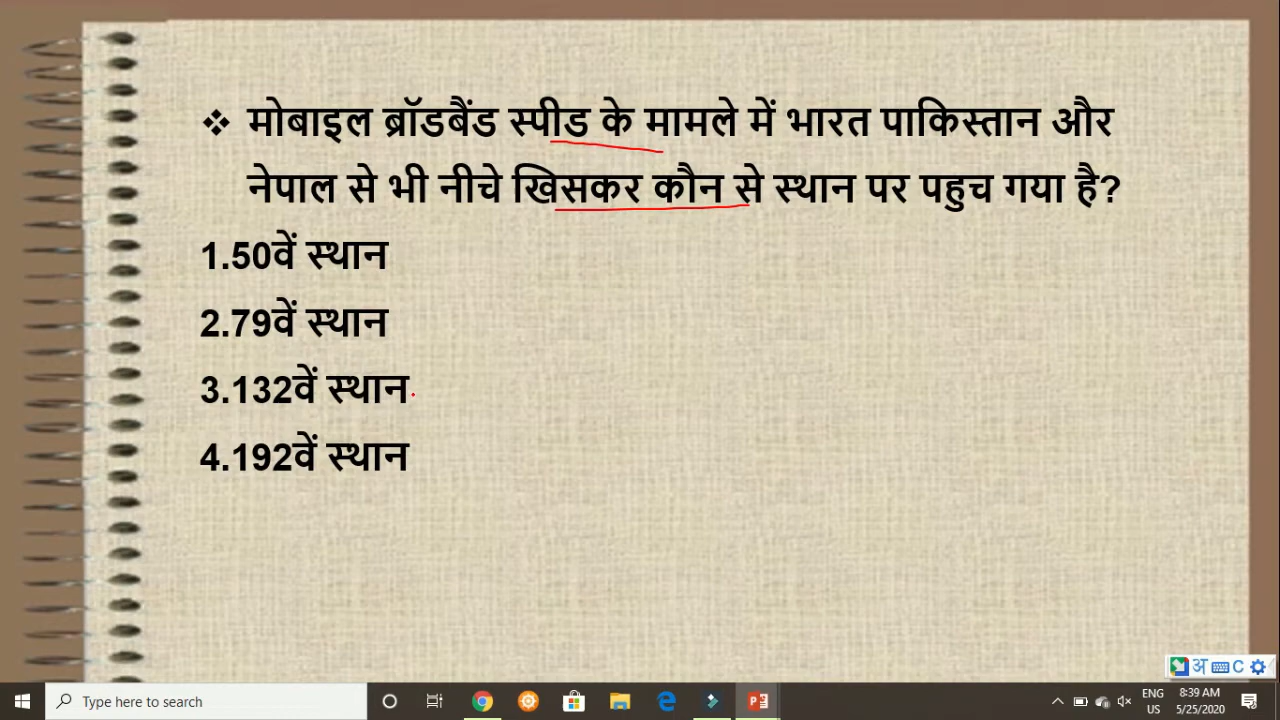 ❖ मोबाइल ब्रॉडबैंड स्पीड के मामले में भारत पाकिस्तान और
नेपाल से भी नीचे खिसकर कौन से स्थान पर पहुच गया है?
1.50वें स्थान
2.79वें स्थान
3.132वें स्थान
4.192वें स्थान
अ C
Type here to search
ENG
US
8:39 AM
5/25/2020